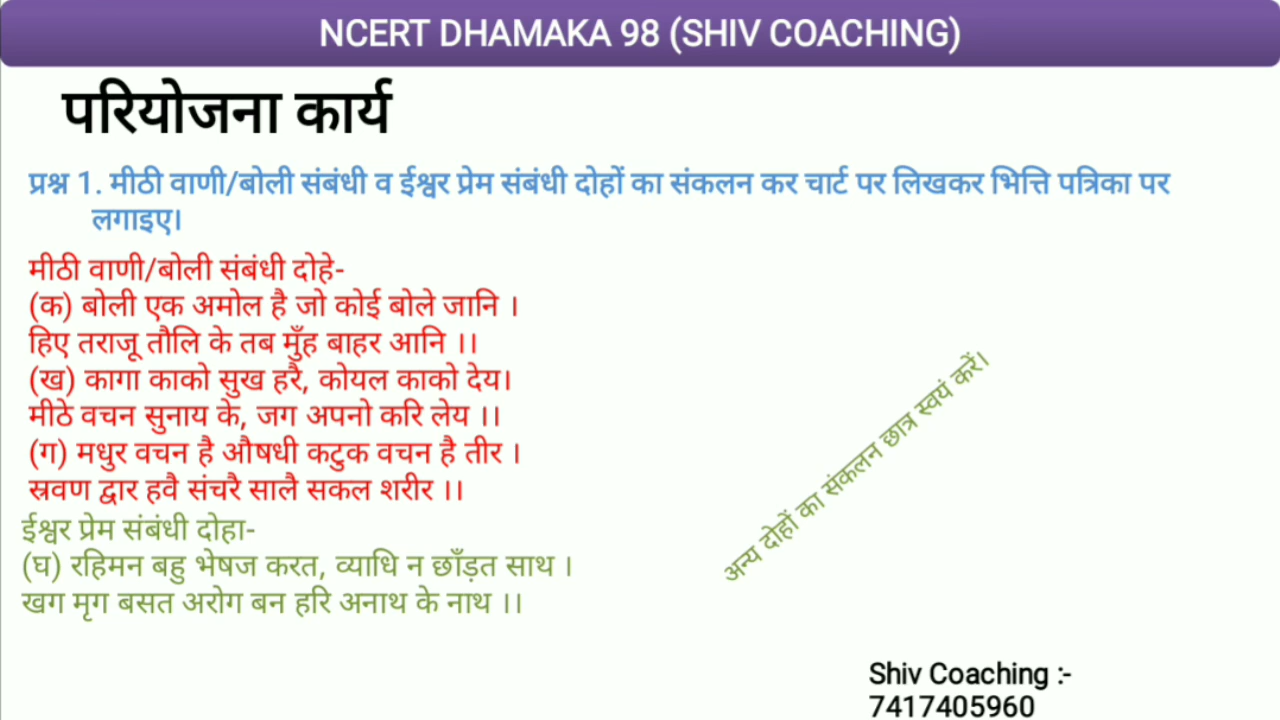 NCERT DHAMAKA 98 (SHIV COACHING)
परियोजना कार्य
प्रश्न 1. मीठी वाणी/बोली संबंधी व ईश्वर प्रेम संबंधी दोहों का संकलन कर चार्ट पर लिखकर भित्ति पत्रिका पर
लगाइए।
मीठी वाणी/बोली संबंधी दोहे-
(क) बोली एक अमोल है जो कोई बोले जानि ।
हिए तराजू तौलि के तब मुँह बाहर आनि ।।
(ख) कागा काको सुख हरै, कोयल काको देय।
मीठे वचन सुनाय के, जग अपनो करि लेय ।।
(ग) मधुर वचन है औषधी कटुक वचन है तीर ।
स्रवण द्वार हवै संचरै सालै सकल शरीर ।।
ईश्वर प्रेम संबंधी दोहा-
(घ) रहिमन बहु भेषज करत, व्याधि न छाँड़त साथ ।
खग मृग बसत अरोग बन हरि अनाथ के नाथ ।।
अन्य दोहों का संकलन छात्र स्वयं करें।
Shiv Coaching :-
7417405960